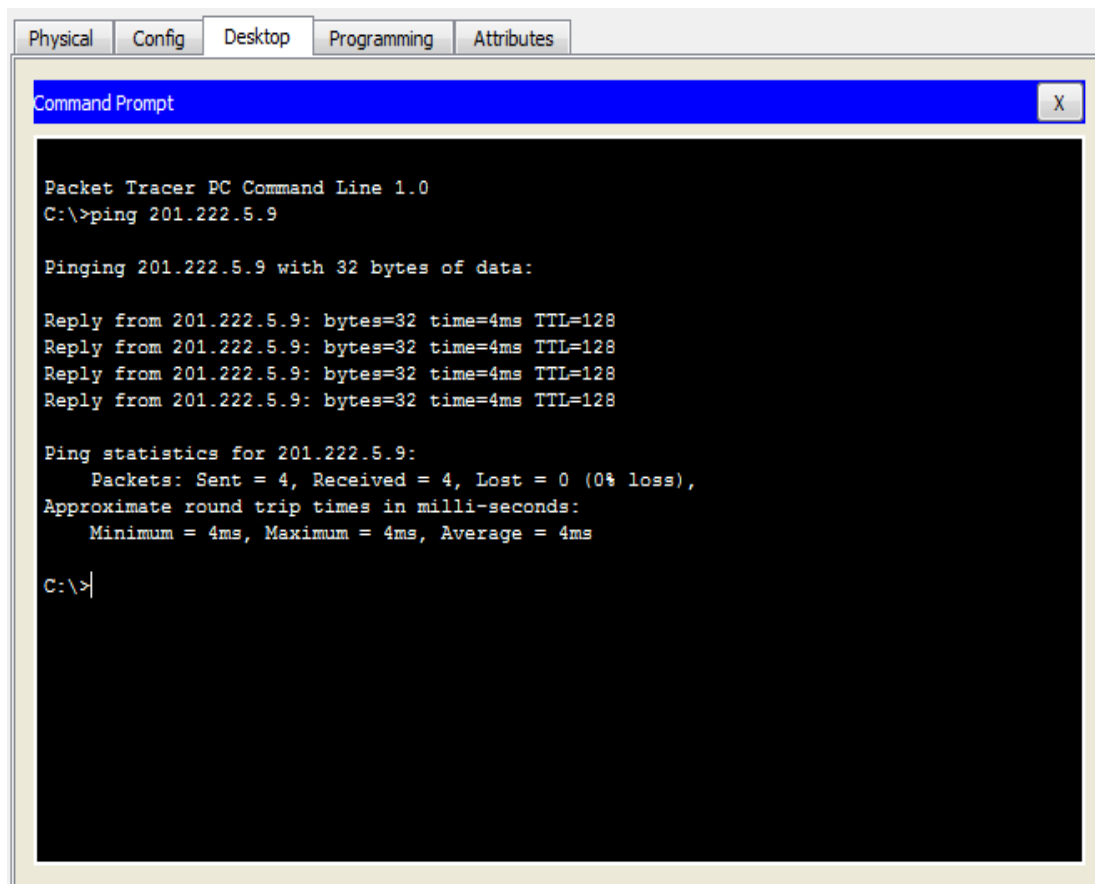 Physical Config Desktop Programming Attributes
Command Prompt X
Packet Tracer PC Command Line 1.0
C:\>ping 201.222.5.9
Pinging 201.222.5.9 with 32 bytes of data:
Reply from 201.222.5.9: bytes=32 time=4ms TTL=128
Reply from 201.222.5.9: bytes=32 time=4ms TTL=128
Reply from 201.222.5.9: bytes=32 time=4ms TTL=128
Reply from 201.222.5.9: bytes=32 time=4ms TTL=128
Ping statistics for 201.222.5.9:
Packets: Sent = 4, Received = 4, Lost = 0 (0% loss),
Approximate round trip times in milli-seconds:
Minimum = 4ms, Maximum = 4ms, Average = 4ms
C:\>